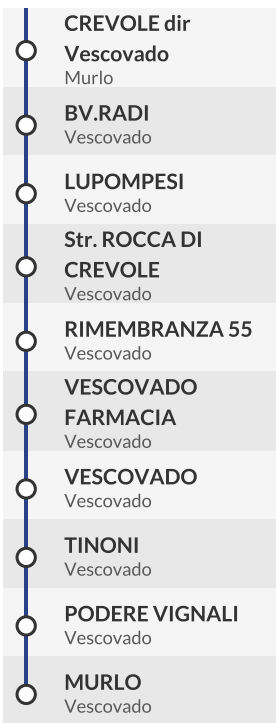 CREVOLE dir
Vescovado
Murlo
BV.RADI
Vescovado
LUPOMPESI
Vescovado
Str. ROCCA DI
CREVOLE
Vescovado
RIMEMBRANZA 55
Vescovado
VESCOVADO
FARMACIA
Vescovado
VESCOVADO
Vescovado
TINONI
Vescovado
PODERE VIGNALI
Vescovado
MURLO
Vescovado